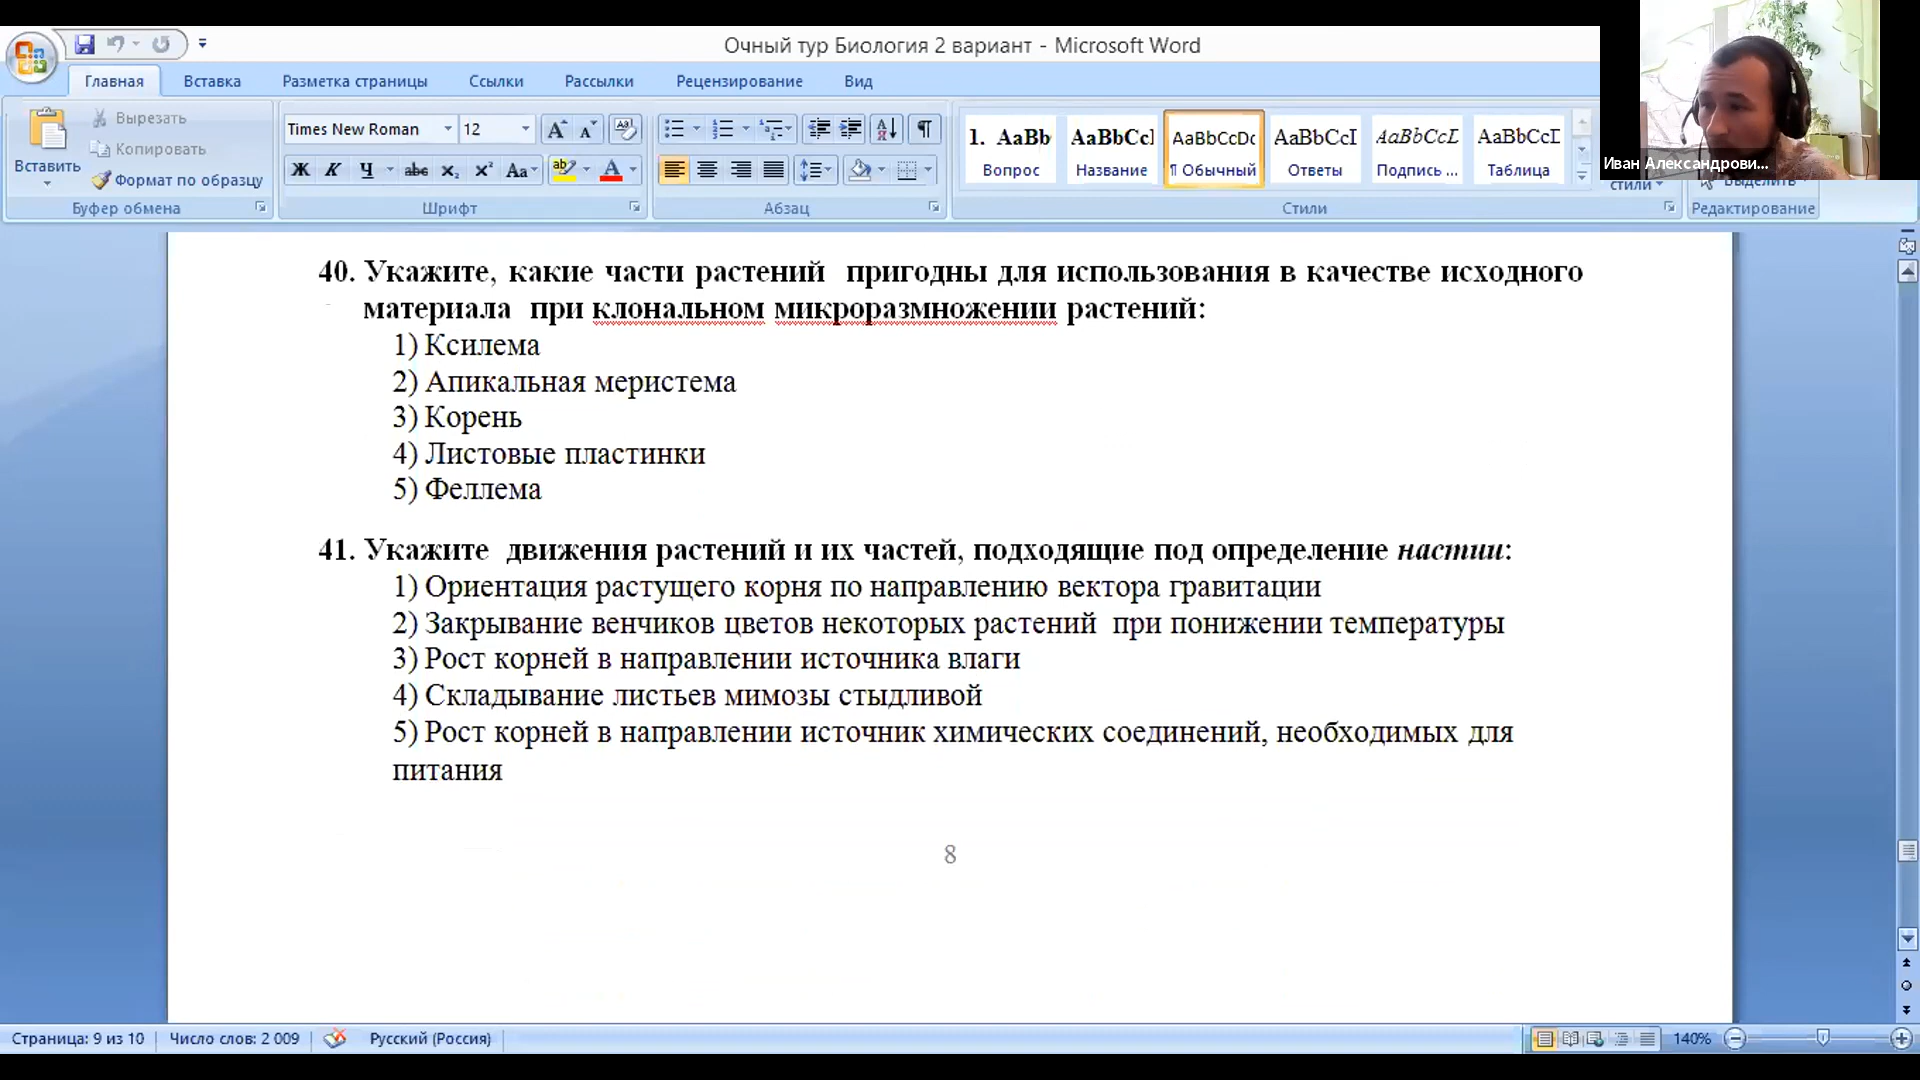 Очный тур Биология 2 вариант - Microsoft Word
Главная Вставка Разметка страницы Ссылки Рассылки Рецензирование Вид
Вставить
Вырезать
Копировать
Формат по образцу
Буфер обмена
Times New Roman 12
Ж К Ч abc x₂ x² Aa
Шрифт
Абзац
1. AaBb AaBbCcI AaBbCcDc AaBbCcI AaBbCcL AaBbCcI
Вопрос Название ¶ Обычный Ответы Подпись ... Таблица
Стили
стили
Выделить
Редактирование
Иван Александрови...
40. Укажите, какие части растений пригодны для использования в качестве исходного
материала при клональном микроразмножении растений:
1) Ксилема
2) Апикальная меристема
3) Корень
4) Листовые пластинки
5) Феллема
41. Укажите движения растений и их частей, подходящие под определение настии:
1) Ориентация растущего корня по направлению вектора гравитации
2) Закрывание венчиков цветов некоторых растений при понижении температуры
3) Рост корней в направлении источника влаги
4) Складывание листьев мимозы стыдливой
5) Рост корней в направлении источник химических соединений, необходимых для
питания
8
Страница: 9 из 10 Число слов: 2 009 Русский (Россия) 140%